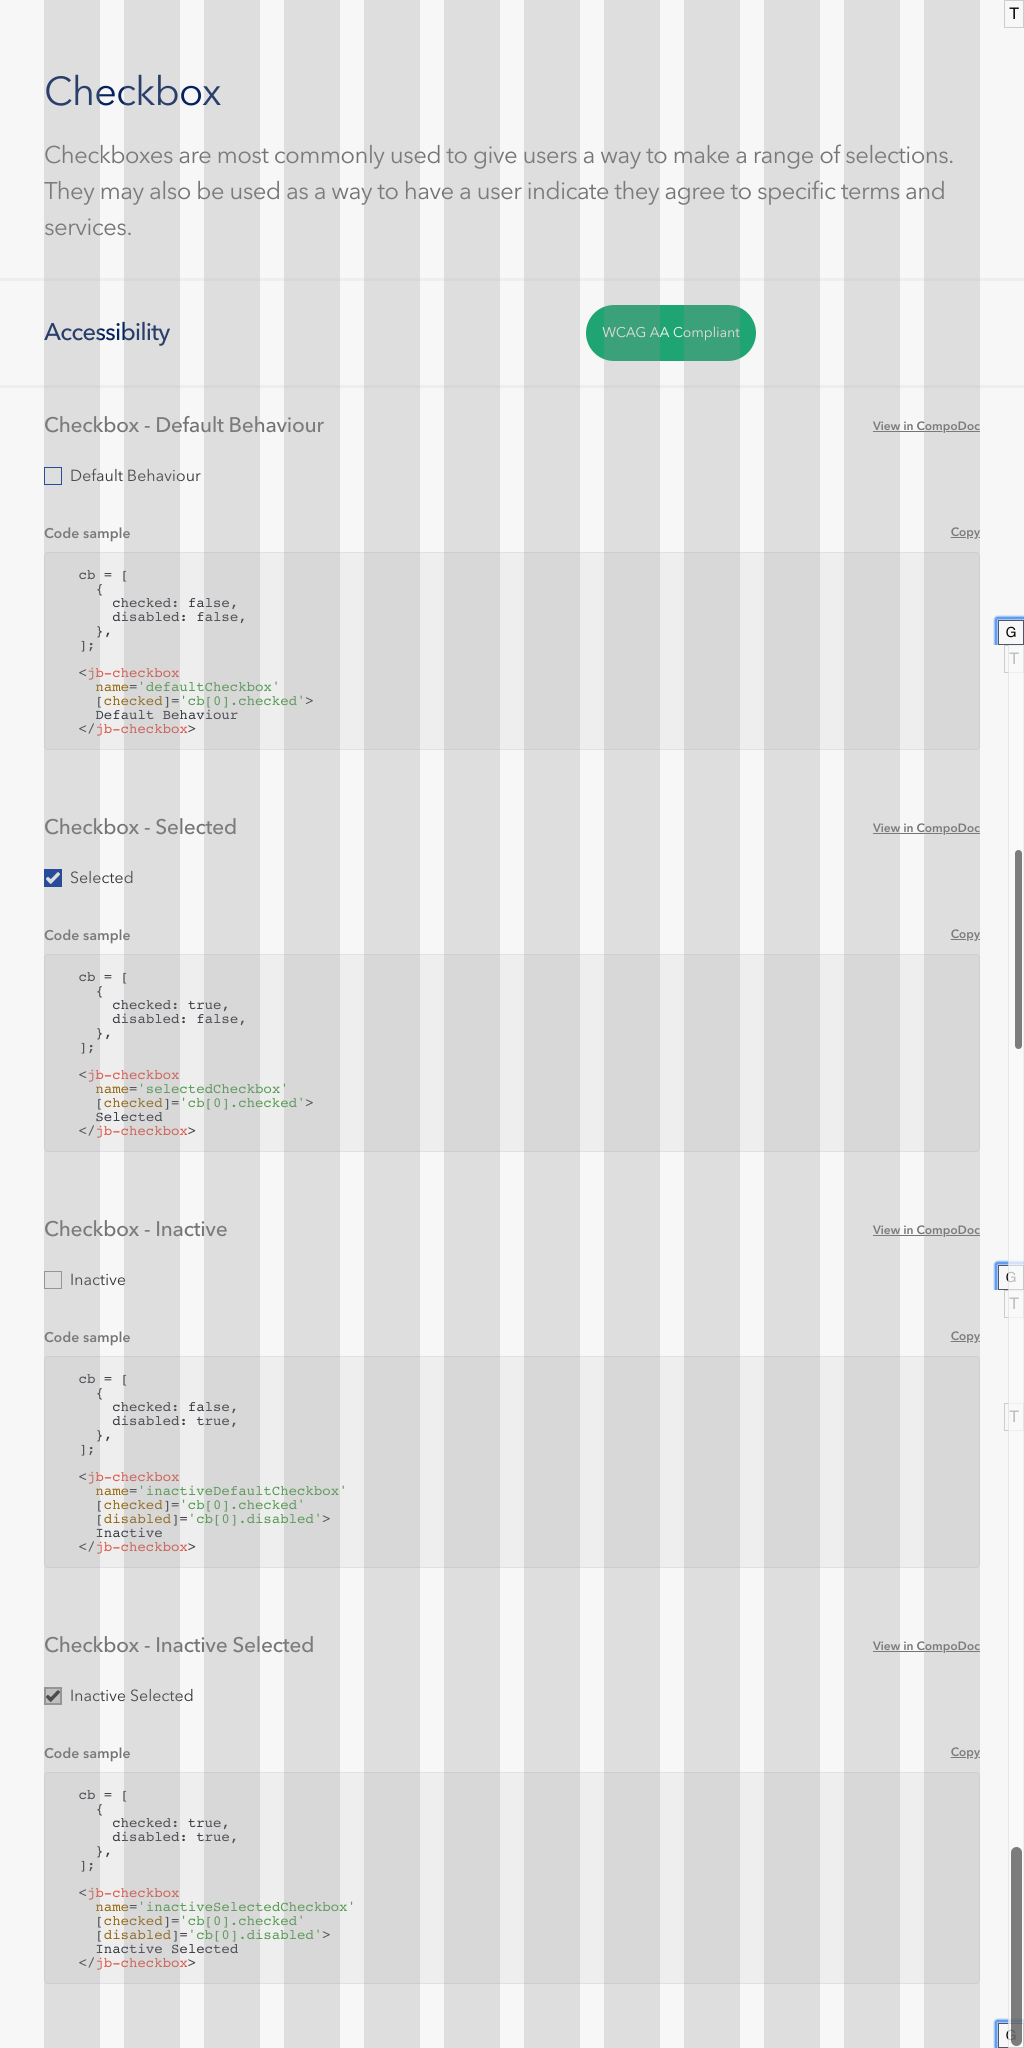 T
Checkbox
Checkboxes are most commonly used to give users a way to make a range of selections.
They may also be used as a way to have a user indicate they agree to specific terms and
services.
Accessibility
WCAG AA Compliant
Checkbox - Default Behaviour
View in CompoDoc
Default Behaviour
Code sample
Copy
cb = [
  {
    checked: false,
    disabled: false,
  },
];
<jb-checkbox
  name='defaultCheckbox'
  [checked]='cb[0].checked'>
  Default Behaviour
</jb-checkbox>
G
T
Checkbox - Selected
View in CompoDoc
Selected
Code sample
Copy
cb = [
  {
    checked: true,
    disabled: false,
  },
];
<jb-checkbox
  name='selectedCheckbox'
  [checked]='cb[0].checked'>
  Selected
</jb-checkbox>
Checkbox - Inactive
View in CompoDoc
Inactive
G
T
Code sample
Copy
cb = [
  {
    checked: false,
    disabled: true,
  },
];
<jb-checkbox
  name='inactiveDefaultCheckbox'
  [checked]='cb[0].checked'
  [disabled]='cb[0].disabled'>
  Inactive
</jb-checkbox>
T
Checkbox - Inactive Selected
View in CompoDoc
Inactive Selected
Code sample
Copy
cb = [
  {
    checked: true,
    disabled: true,
  },
];
<jb-checkbox
  name='inactiveSelectedCheckbox'
  [checked]='cb[0].checked'
  [disabled]='cb[0].disabled'>
  Inactive Selected
</jb-checkbox>
G